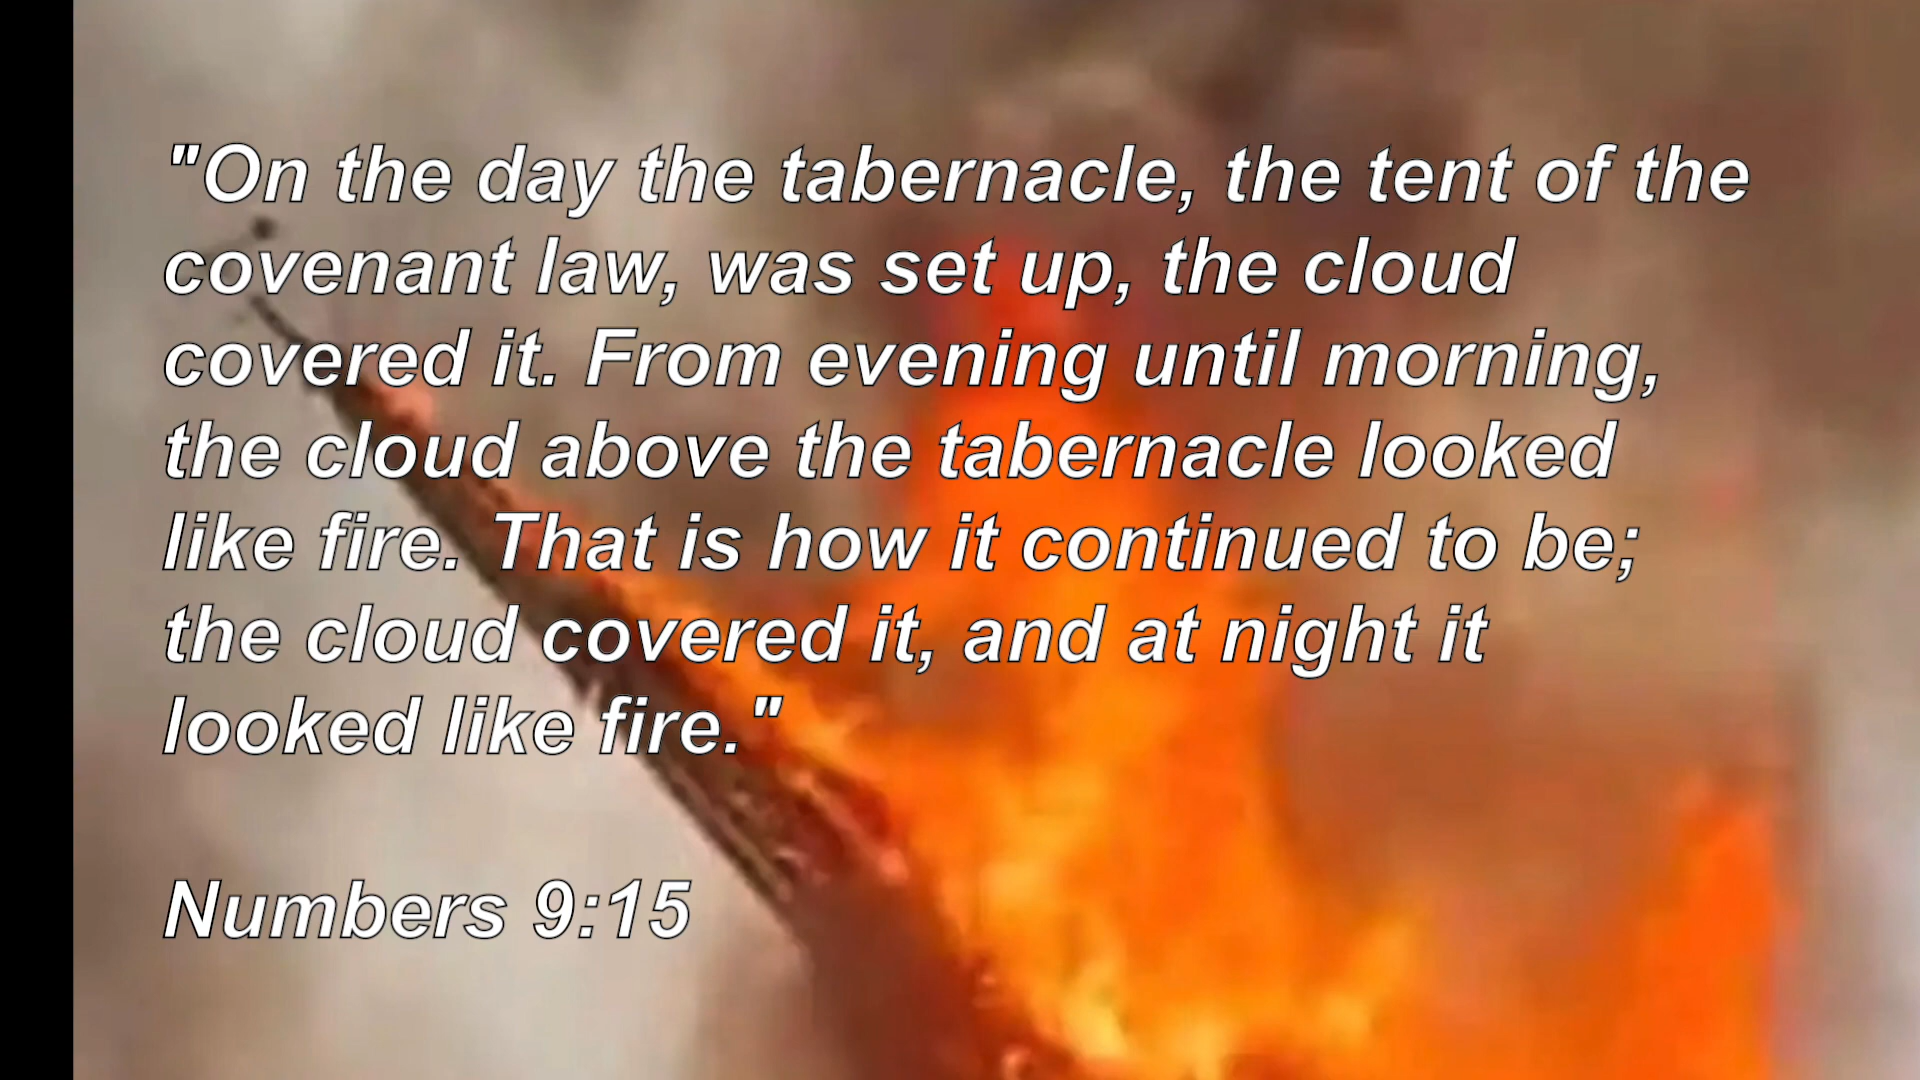 "On the day the tabernacle, the tent of the
covenant law, was set up, the cloud
covered it. From evening until morning,
the cloud above the tabernacle looked
like fire. That is how it continued to be;
the cloud covered it, and at night it
looked like fire."
Numbers 9:15